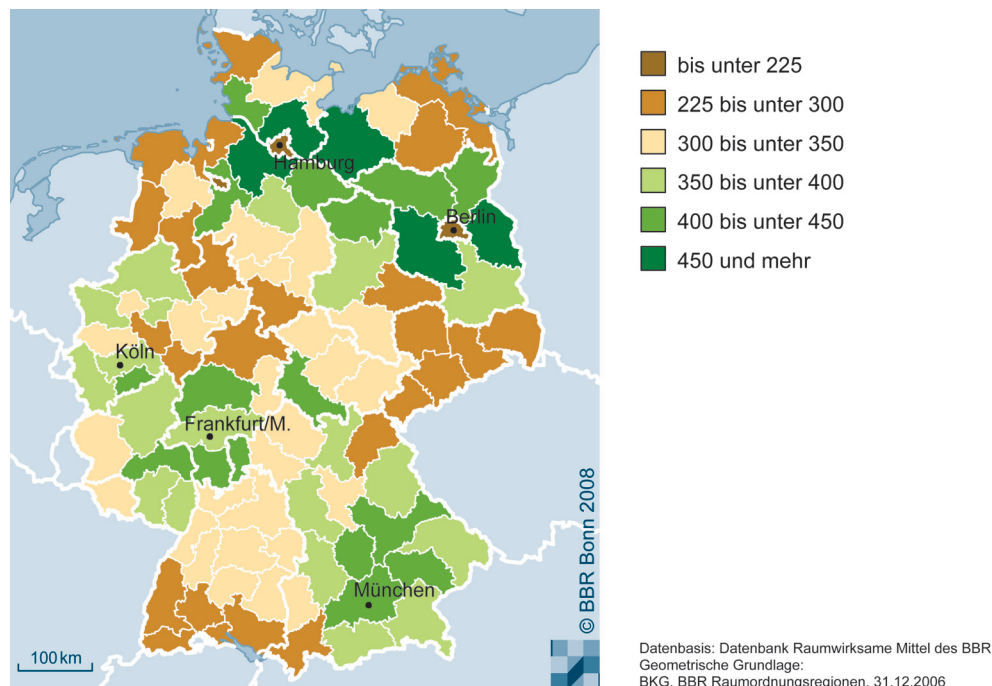 bis unter 225
225 bis unter 300
300 bis unter 350
350 bis unter 400
400 bis unter 450
450 und mehr
Hamburg
Berlin
Köln
Frankfurt/M.
München
100 km
© BBR Bonn 2008
Datenbasis: Datenbank Raumwirksame Mittel des BBR
Geometrische Grundlage:
BKG, BBR Raumordnungsregionen, 31.12.2006